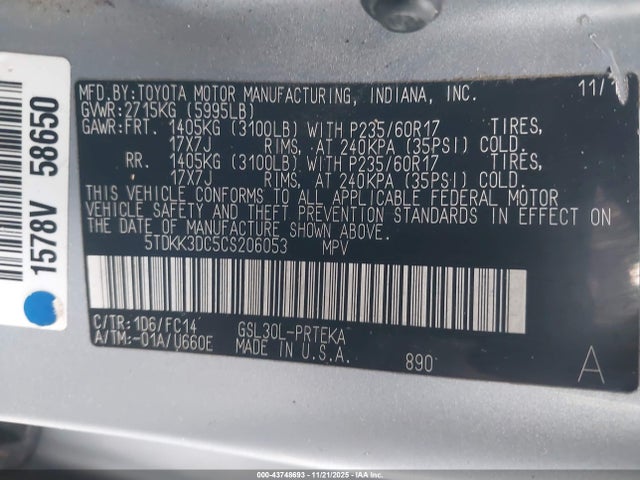 MFD.BY:TOYOTA MOTOR MANUFACTURING, INDIANA, INC. 11/1
GVWR:2715KG (5995LB)
GAWR:FRT. 1405KG (3100LB) WITH P235/60R17 TIRES,
17X7J RIMS, AT 240KPA (35PSI) COLD.
RR. 1405KG (3100LB) WITH P235/60R17 TIRES,
17X7J RIMS, AT 240KPA (35PSI) COLD.
THIS VEHICLE CONFORMS TO ALL APPLICABLE FEDERAL MOTOR
VEHICLE SAFETY AND THEFT PREVENTION STANDARDS IN EFFECT ON
THE DATE OF MANUFACTURE SHOWN ABOVE.
5TDKK3DC5CS206053 MPV
C/TR:1D6/FC14 GSL30L-PRTEKA
A/TM:-01A/U660E MADE IN U.S.A. 890
A
1578V 58650
000-43748693 - 11/21/2025 - IAAI.COM